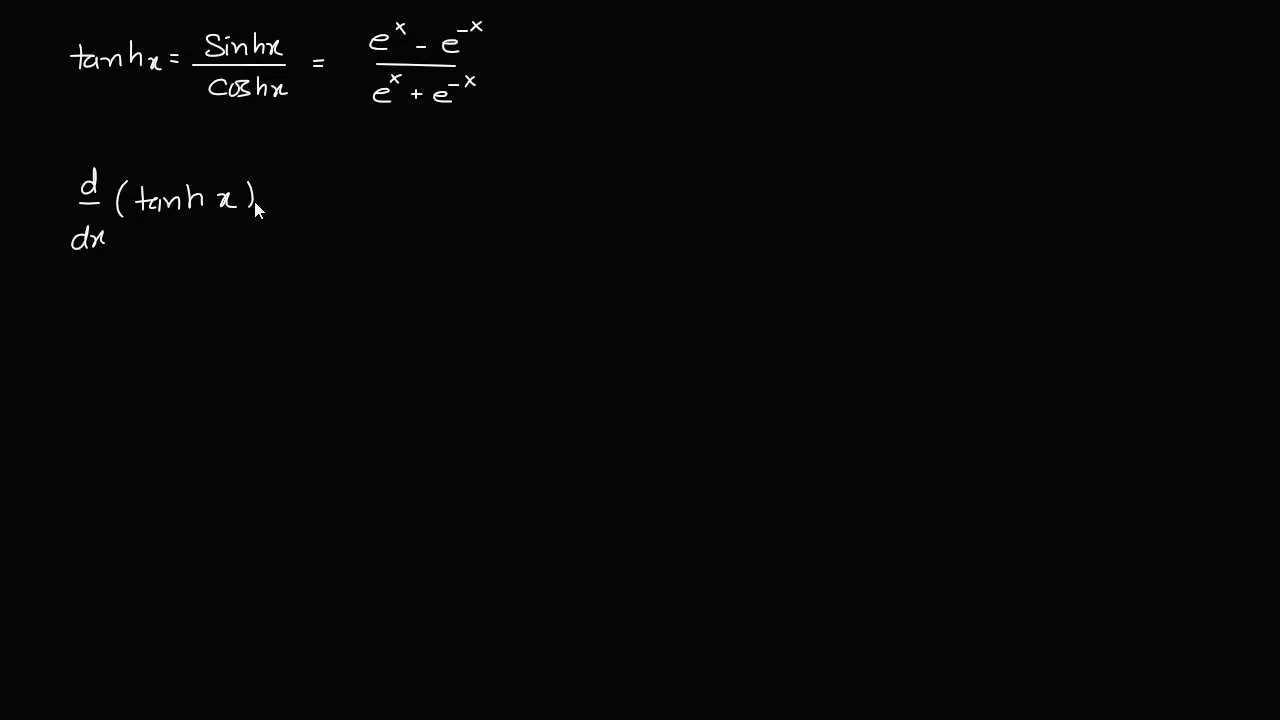 tanhx = sinhx/coshx = (e^x - e^-x)/(e^x + e^-x)
d/dx (tanh x)